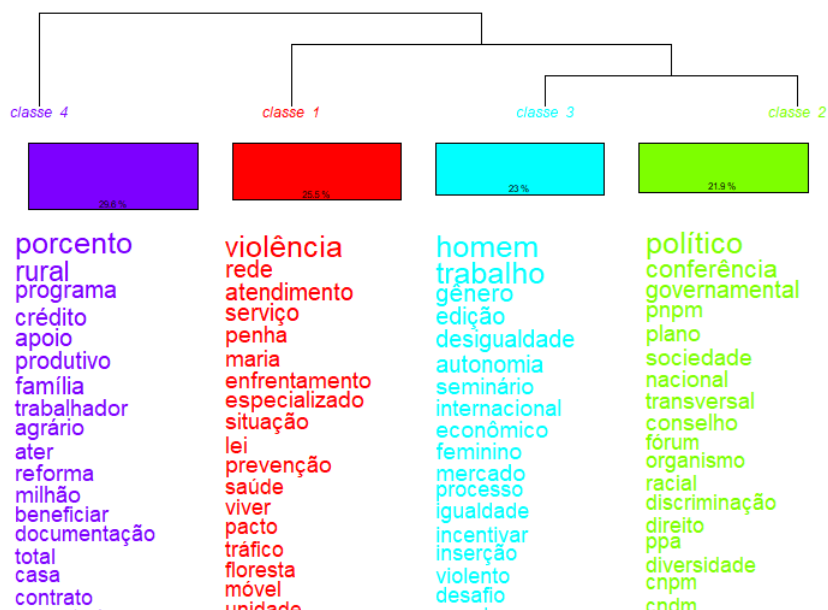 classe 4
classe 1
classe 3
classe 2
29.6 %
25.5 %
23 %
21.9 %
porcento
rural
programa
crédito
apoio
produtivo
família
trabalhador
agrário
ater
reforma
milhão
beneficiar
documentação
total
casa
contrato
violência
rede
atendimento
serviço
penha
maria
enfrentamento
especializado
situação
lei
prevenção
saúde
viver
pacto
tráfico
floresta
móvel
unidade
homem
trabalho
gênero
edição
desigualdade
autonomia
seminário
internacional
econômico
feminino
mercado
processo
igualdade
incentivar
inserção
violento
desafio
político
conferência
governamental
pnpm
plano
sociedade
nacional
transversal
conselho
fórum
organismo
racial
discriminação
direito
ppa
diversidade
cnpm
cndm